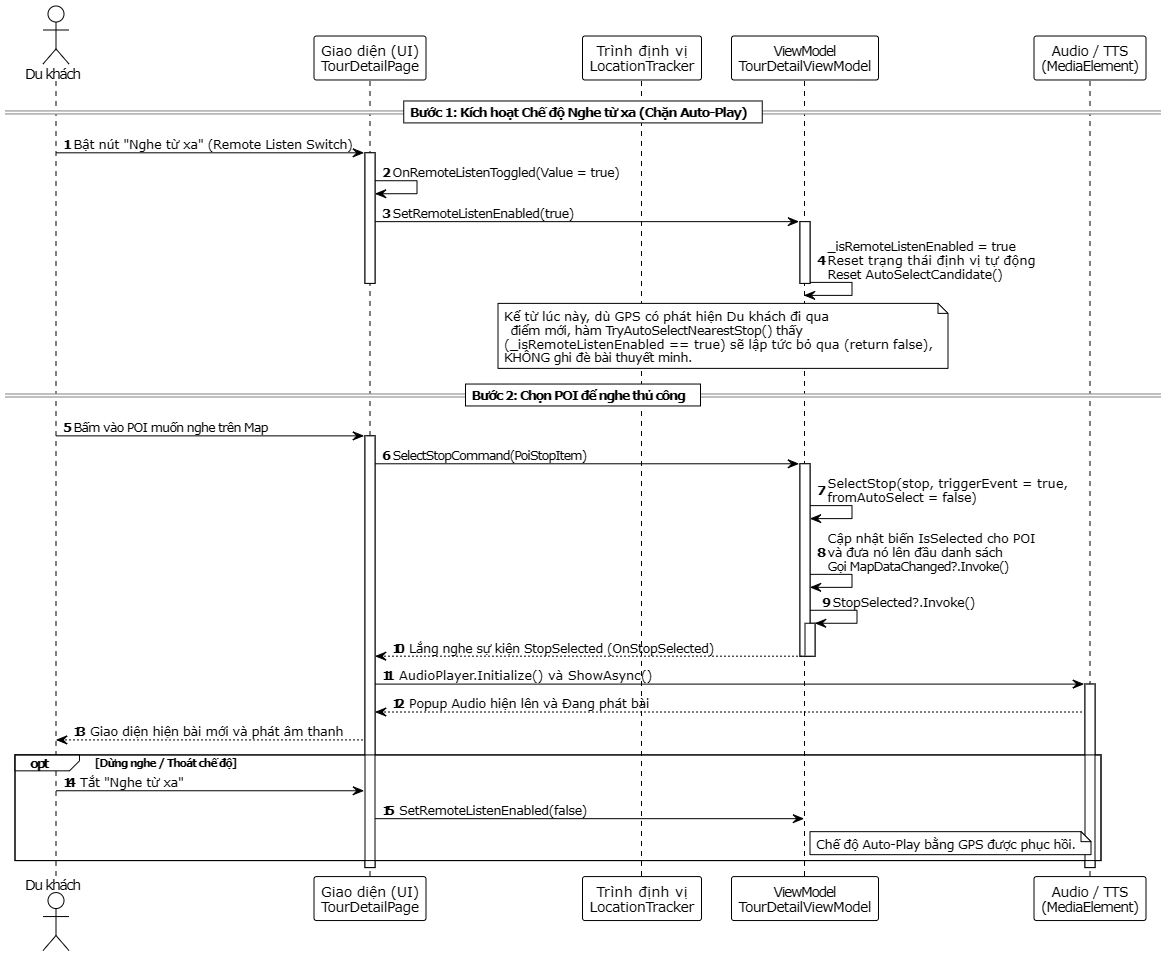 Du khách
Giao diện (UI)
TourDetailPage
Trình định vị
LocationTracker
ViewModel
TourDetailViewModel
Audio / TTS
(MediaElement)
Bước 1: Kích hoạt Chế độ Nghe từ xa (Chặn Auto-Play)
1 Bật nút "Nghe từ xa" (Remote Listen Switch)
2 OnRemoteListenToggled(Value = true)
3 SetRemoteListenEnabled(true)
_isRemoteListenEnabled = true
4 Reset trạng thái định vị tự động
Reset AutoSelectCandidate()
Kể từ lúc này, dù GPS có phát hiện Du khách đi qua
điểm mới, hàm TryAutoSelectNearestStop() thấy
(_isRemoteListenEnabled == true) sẽ lập tức bỏ qua (return false),
KHÔNG ghi đè bài thuyết minh.
Bước 2: Chọn POI để nghe thủ công
5 Bấm vào POI muốn nghe trên Map
6 SelectStopCommand(PoiStopItem)
7 SelectStop(stop, triggerEvent = true,
fromAutoSelect = false)
Cập nhật biến IsSelected cho POI
8 và đưa nó lên đầu danh sách
Gọi MapDataChanged?.Invoke()
9 StopSelected?.Invoke()
10 Lắng nghe sự kiện StopSelected (OnStopSelected)
11 AudioPlayer.Initialize() và ShowAsync()
12 Popup Audio hiện lên và Đang phát bài
13 Giao diện hiện bài mới và phát âm thanh
opt [Dừng nghe / Thoát chế độ]
14 Tắt "Nghe từ xa"
15 SetRemoteListenEnabled(false)
Chế độ Auto-Play bằng GPS được phục hồi.
Du khách
Giao diện (UI)
TourDetailPage
Trình định vị
LocationTracker
ViewModel
TourDetailViewModel
Audio / TTS
(MediaElement)